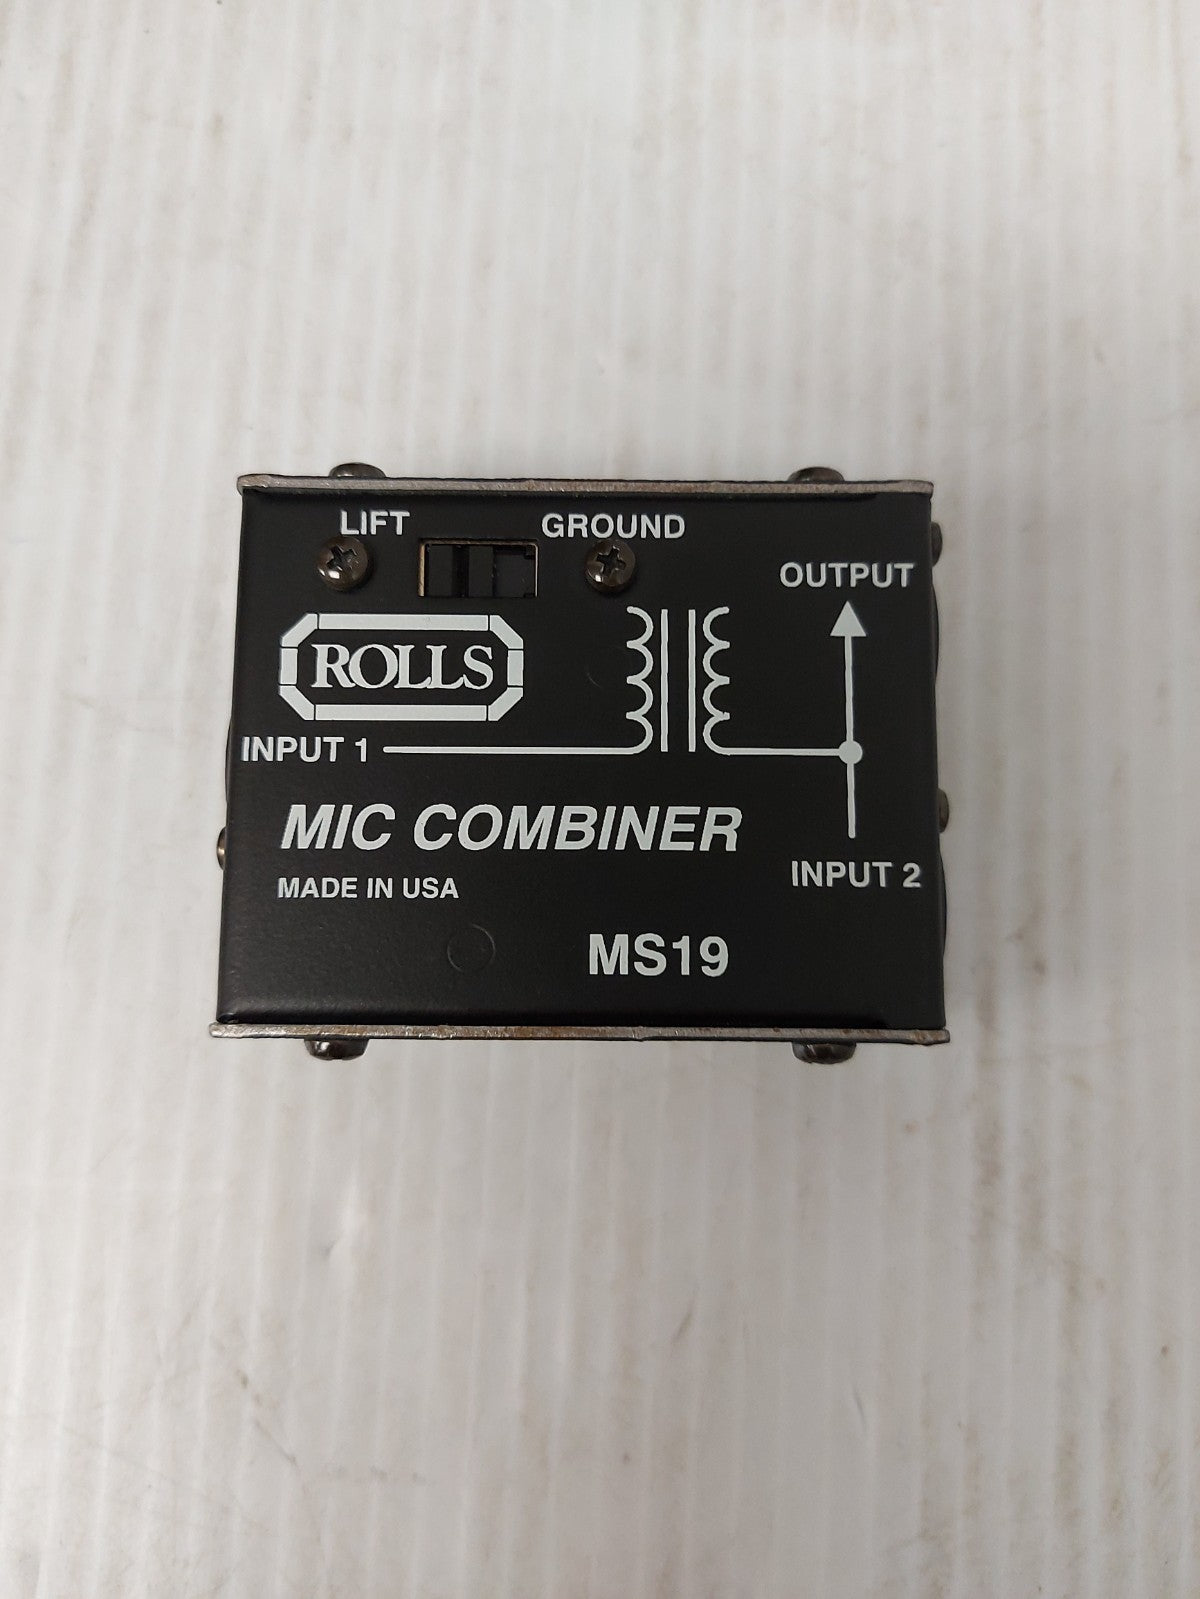 LIFT GROUND
OUTPUT
ROLLS
INPUT 1
MIC COMBINER
INPUT 2
MADE IN USA
MS19